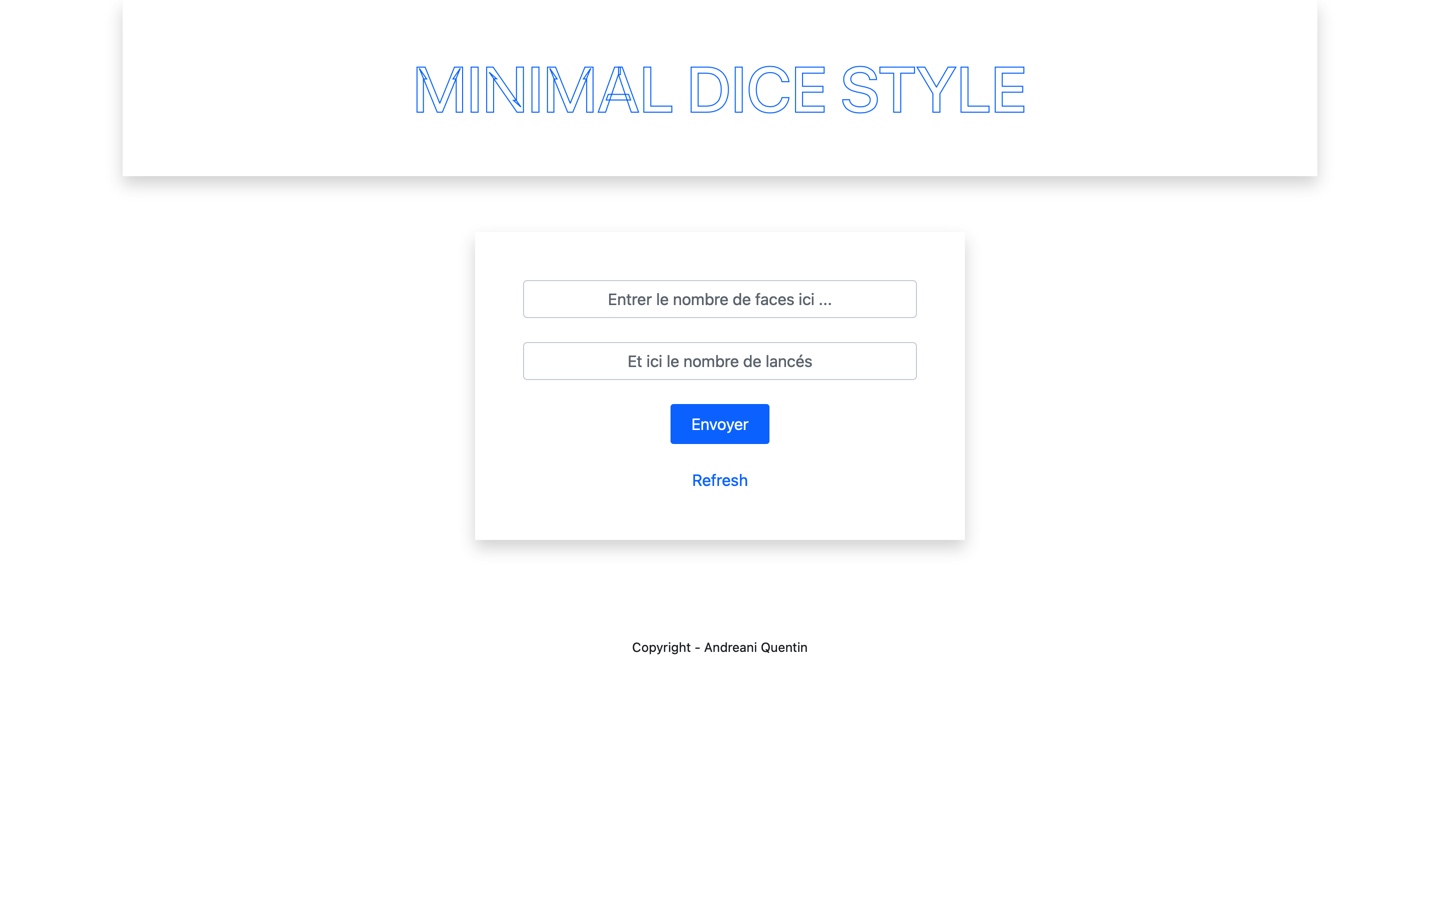 MINIMAL DICE STYLE
Entrer le nombre de faces ici ...
Et ici le nombre de lancés
Envoyer
Refresh
Copyright - Andreani Quentin